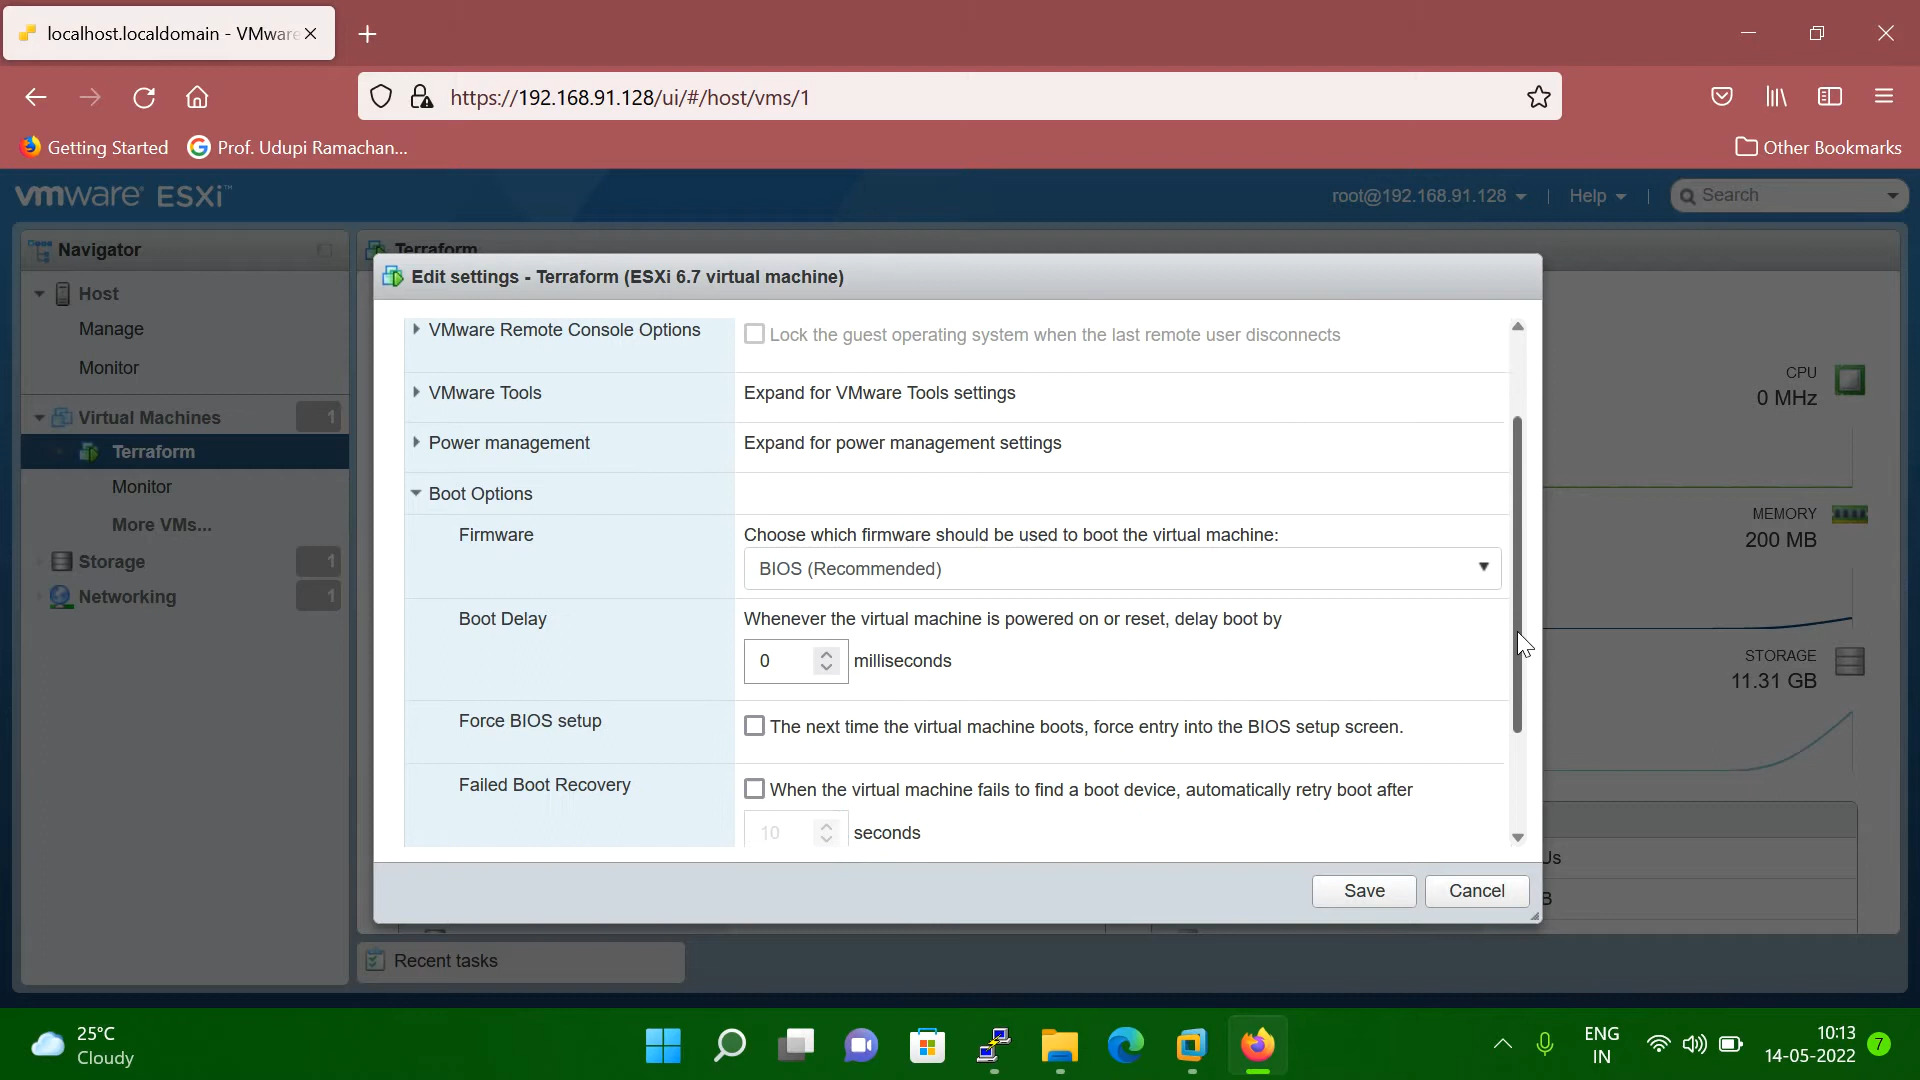 localhost.localdomain - VMware
https://192.168.91.128/ui/#/host/vms/1
Getting Started
Prof. Udupi Ramachan...
Other Bookmarks
vmware ESXi™
root@192.168.91.128
Help
Search
Navigator
Terraform
Host
Manage
Monitor
Virtual Machines
1
Terraform
Monitor
More VMs...
Storage
1
Networking
1
Edit settings - Terraform (ESXi 6.7 virtual machine)
VMware Remote Console Options
Lock the guest operating system when the last remote user disconnects
VMware Tools
Expand for VMware Tools settings
Power management
Expand for power management settings
Boot Options
Firmware
Choose which firmware should be used to boot the virtual machine:
BIOS (Recommended)
Boot Delay
Whenever the virtual machine is powered on or reset, delay boot by
0
milliseconds
Force BIOS setup
The next time the virtual machine boots, force entry into the BIOS setup screen.
Failed Boot Recovery
When the virtual machine fails to find a boot device, automatically retry boot after
10
seconds
Save
Cancel
CPU
0 MHz
MEMORY
200 MB
STORAGE
11.31 GB
Recent tasks
25°C
Cloudy
ENG
IN
10:13
14-05-2022
7